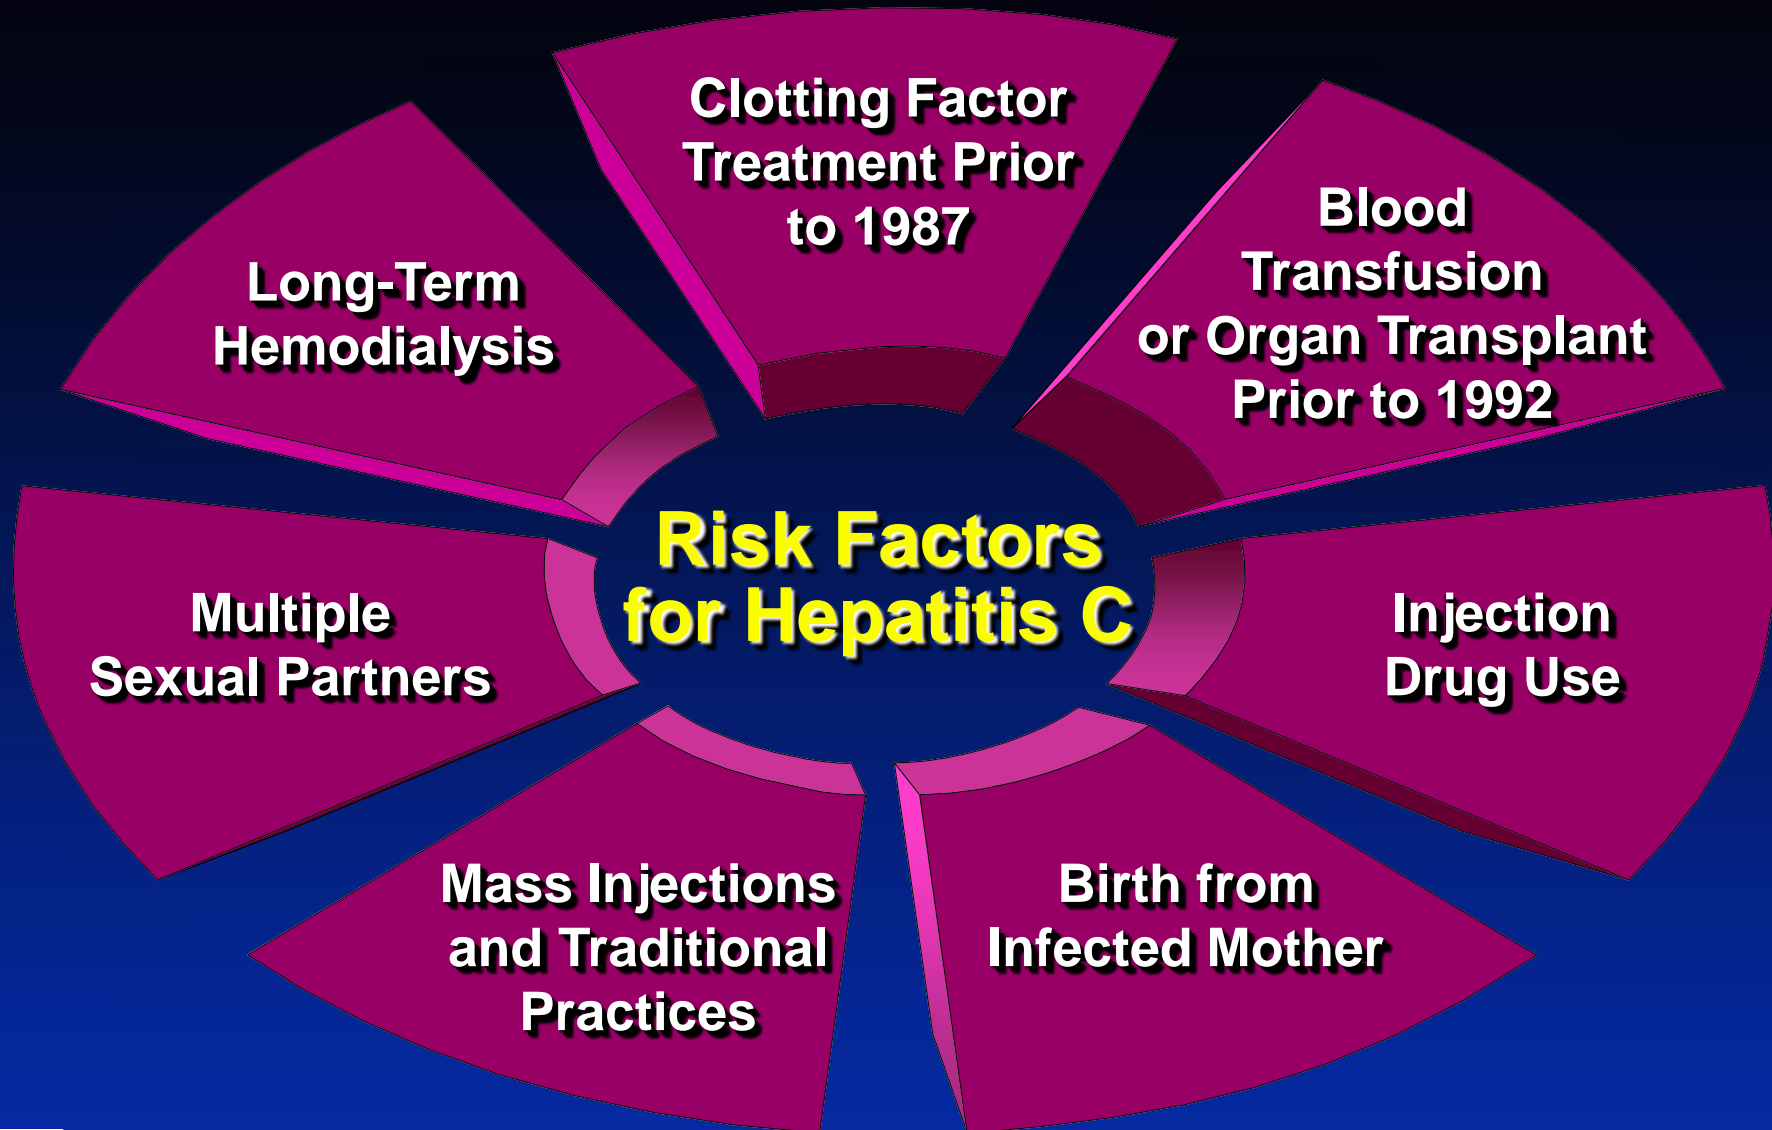 Clotting Factor
Treatment Prior
to 1987
Blood
Transfusion
or Organ Transplant
Prior to 1992
Long-Term
Hemodialysis
Risk Factors
for Hepatitis C
Multiple
Sexual Partners
Injection
Drug Use
Mass Injections
and Traditional
Practices
Birth from
Infected Mother